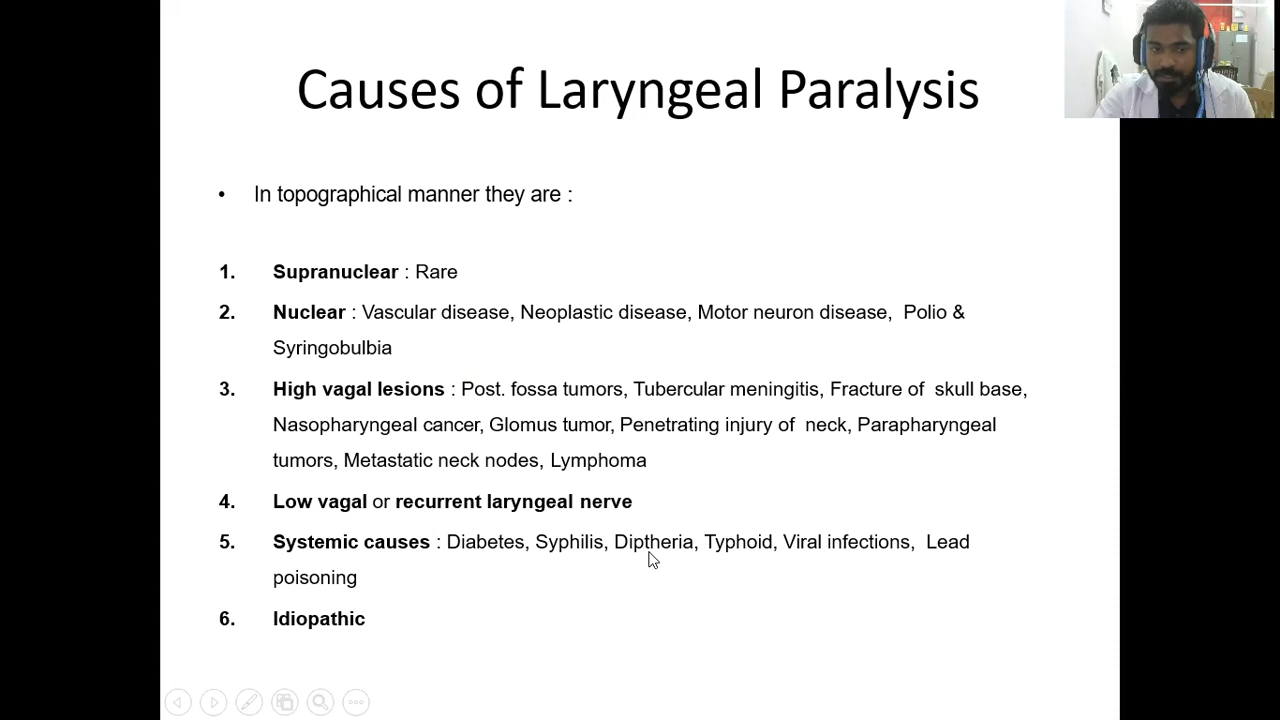 Causes of Laryngeal Paralysis
• In topographical manner they are :
1. Supranuclear : Rare
2. Nuclear : Vascular disease, Neoplastic disease, Motor neuron disease, Polio &
Syringobulbia
3. High vagal lesions : Post. fossa tumors, Tubercular meningitis, Fracture of skull base,
Nasopharyngeal cancer, Glomus tumor, Penetrating injury of neck, Parapharyngeal
tumors, Metastatic neck nodes, Lymphoma
4. Low vagal or recurrent laryngeal nerve
5. Systemic causes : Diabetes, Syphilis, Diptheria, Typhoid, Viral infections, Lead
poisoning
6. Idiopathic